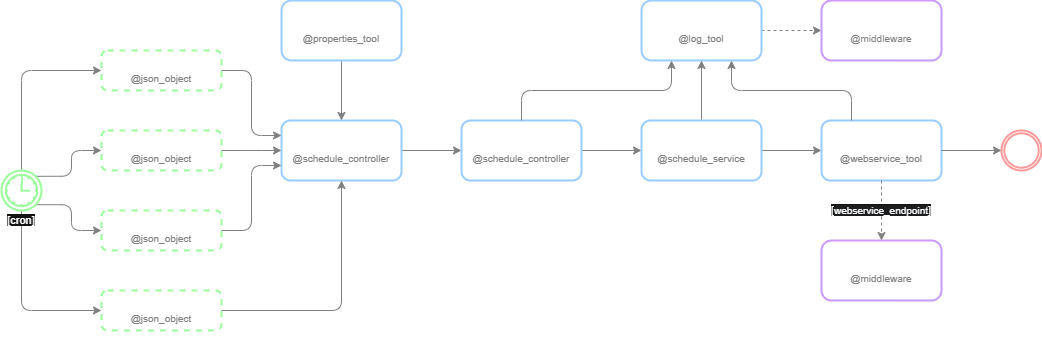 @properties_tool
@log_tool
@middleware
@json_object
@json_object
@schedule_controller
@schedule_controller
@schedule_service
@webservice_tool
[cron]
[webservice_endpoint]
@json_object
@middleware
@json_object